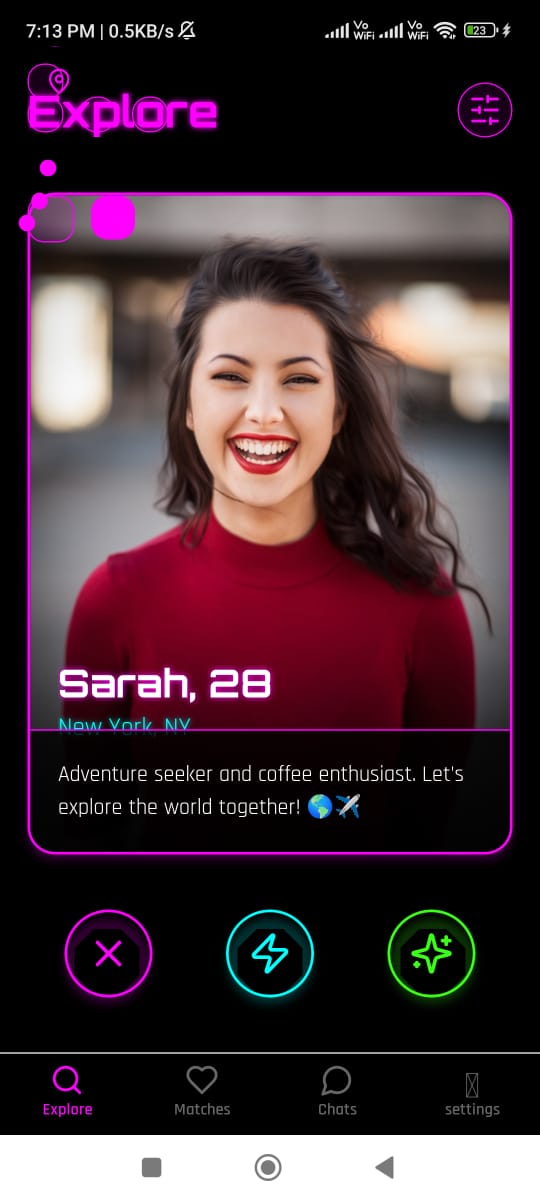 7:13 PM | 0.5KB/s
Vo WiFi
Vo WiFi
23
Explore
Sarah, 28
New York, NY
Adventure seeker and coffee enthusiast. Let's
explore the world together! 🌎✈️
Explore
Matches
Chats
settings